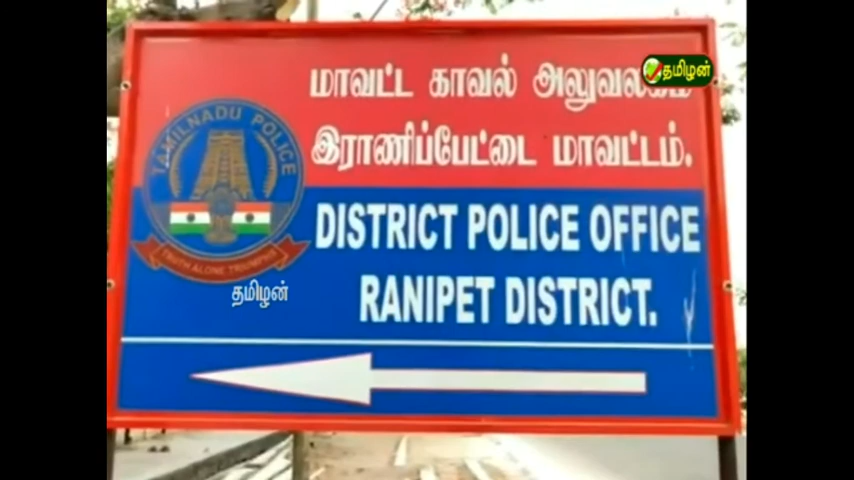 தமிழன்
மாவட்ட காவல் அலுவலகம்
இராணிப்பேட்டை மாவட்டம்.
TAMILNADU POLICE
TRUTH ALONE TRIUMPHS
தமிழன்
DISTRICT POLICE OFFICE
RANIPET DISTRICT.